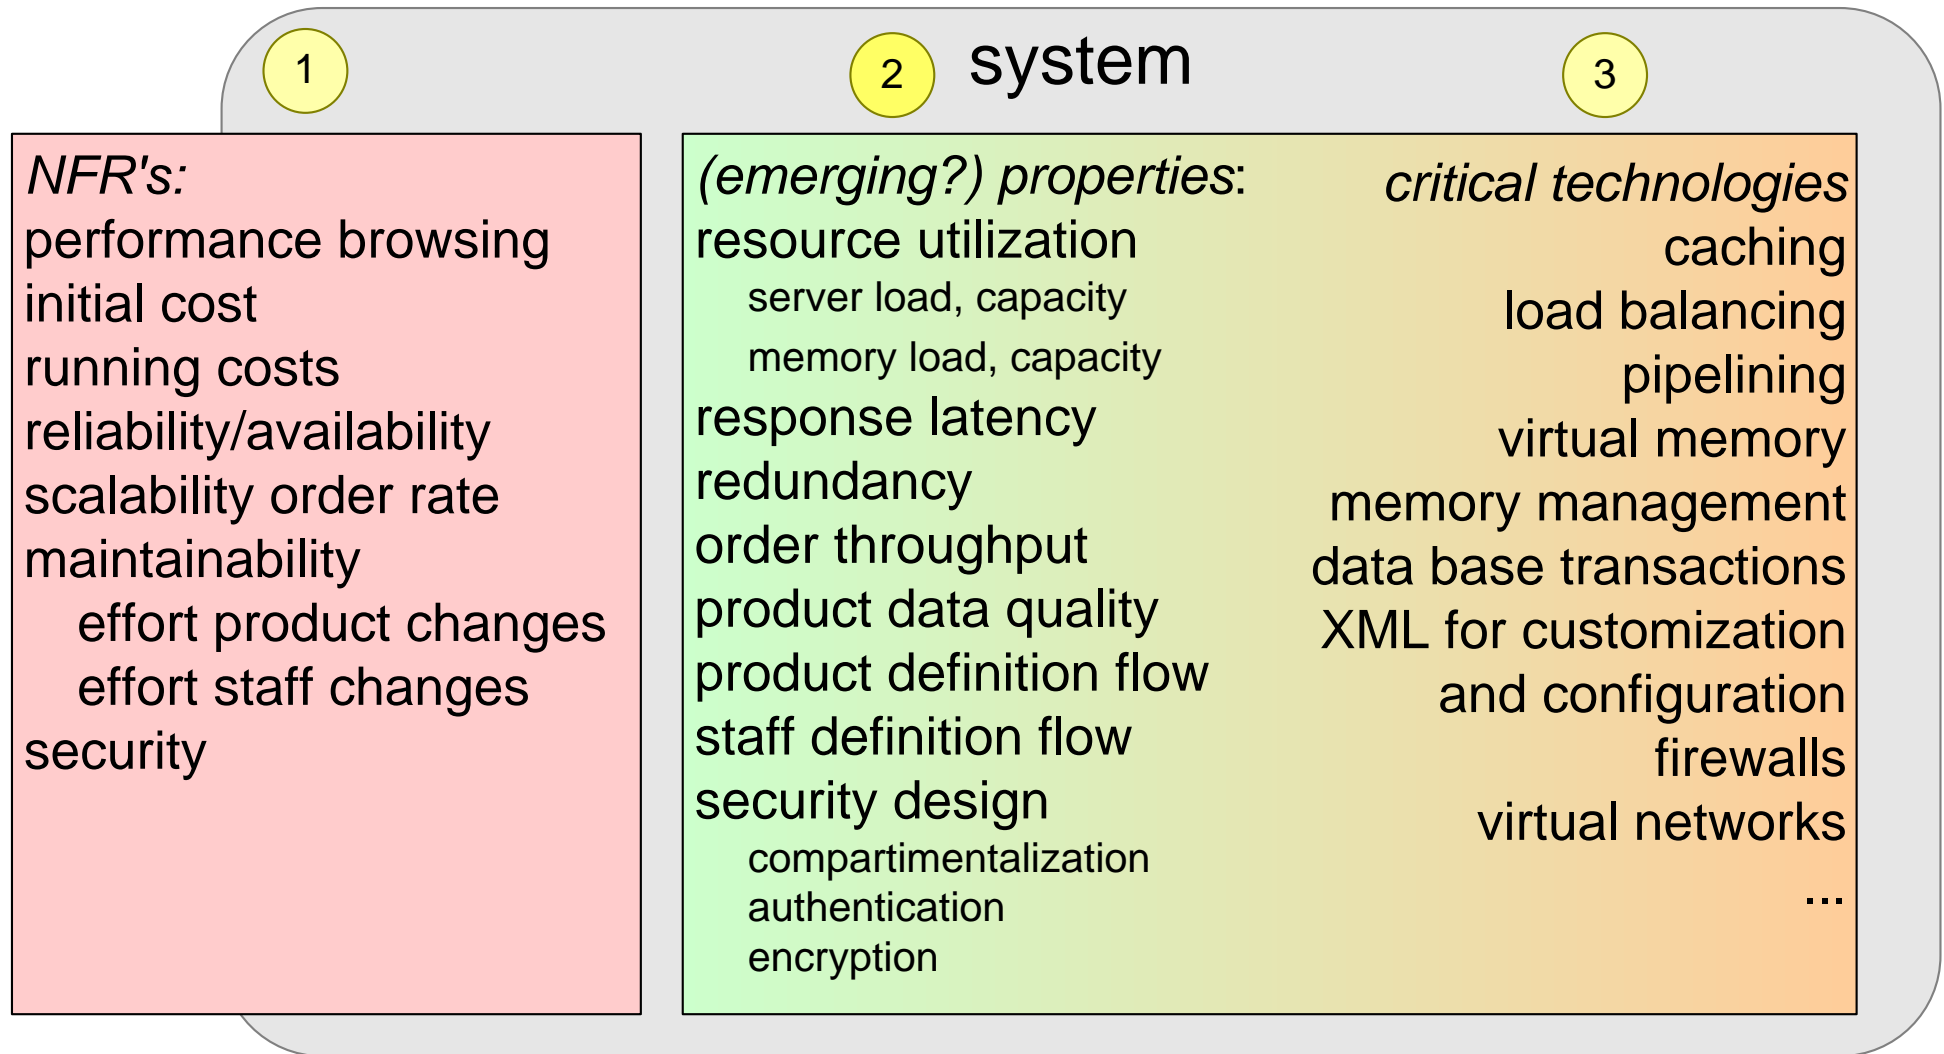 1
2
system
3
NFR's:
performance browsing
initial cost
running costs
reliability/availability
scalability order rate
maintainability
effort product changes
effort staff changes
security
(emerging?) properties:
resource utilization
server load, capacity
memory load, capacity
response latency
redundancy
order throughput
product data quality
product definition flow
staff definition flow
security design
compartimentalization
authentication
encryption
critical technologies
caching
load balancing
pipelining
virtual memory
memory management
data base transactions
XML for customization
and configuration
firewalls
virtual networks
...